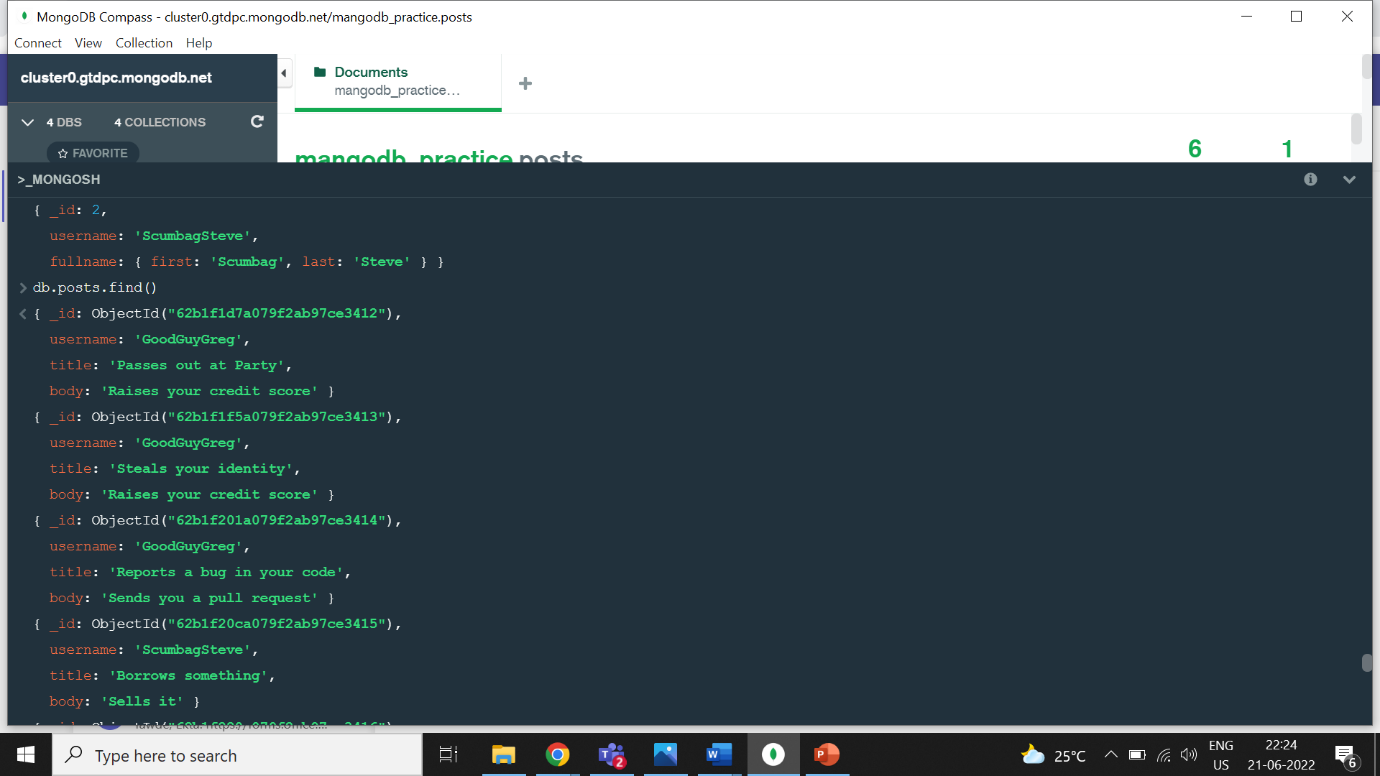 MongoDB Compass - cluster0.gtdpc.mongodb.net/mangodb_practice.posts
Connect View Collection Help
cluster0.gtdpc.mongodb.net
Documents
mangodb_practice…
4 DBS 4 COLLECTIONS
FAVORITE
mangodb_practice.posts
6 1
>_MONGOSH
{ _id: 2,
username: 'ScumbagSteve',
fullname: { first: 'Scumbag', last: 'Steve' } }
> db.posts.find()
< { _id: ObjectId("62b1f1d7a079f2ab97ce3412"),
username: 'GoodGuyGreg',
title: 'Passes out at Party',
body: 'Raises your credit score' }
{ _id: ObjectId("62b1f1f5a079f2ab97ce3413"),
username: 'GoodGuyGreg',
title: 'Steals your identity',
body: 'Raises your credit score' }
{ _id: ObjectId("62b1f201a079f2ab97ce3414"),
username: 'GoodGuyGreg',
title: 'Reports a bug in your code',
body: 'Sends you a pull request' }
{ _id: ObjectId("62b1f20ca079f2ab97ce3415"),
username: 'ScumbagSteve',
title: 'Borrows something',
body: 'Sells it' }
Type here to search
2
25°C
ENG
US
22:24
21-06-2022
6